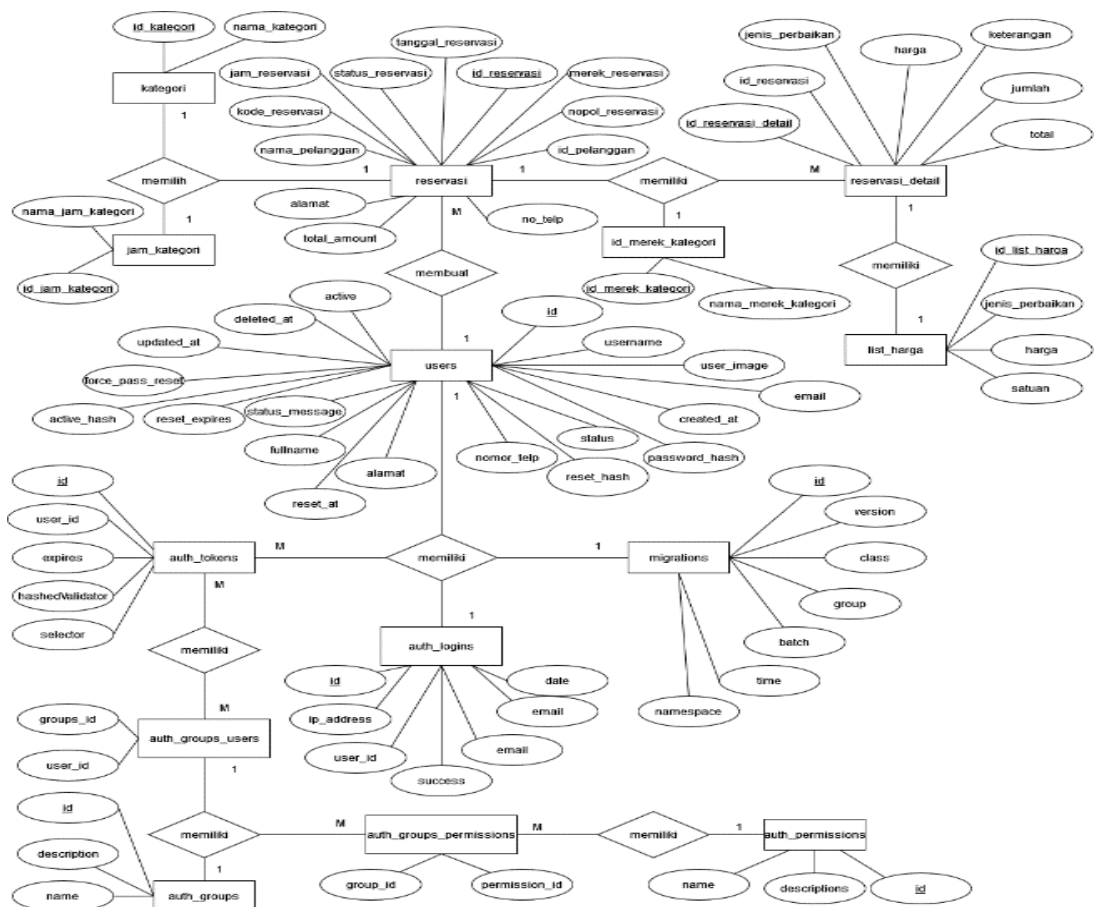 id_kategori
nama_kategori
kategori
1
memilih
1
jam_kategori
nama_jam_kategori
id_jam_kategori
1
tanggal_reservasi
jam_reservasi
status_reservasi
id_reservasi
merek_reservasi
kode_reservasi
nopol_reservasi
nama_pelanggan
id_pelanggan
reservasi
alamat
total_amount
no_telp
M
membuat
1
1
memiliki
M
1
id_merek_kategori
id_merek_kategori
nama_merek_kategori
jenis_perbaikan
harga
keterangan
id_reservasi
jumlah
id_reservasi_detail
total
reservasi_detail
1
memiliki
1
list_harga
id_list_harga
jenis_perbaikan
harga
satuan
active
deleted_at
updated_at
force_pass_reset
active_hash
reset_expires
status_message
fullname
reset_at
alamat
users
id
username
user_image
email
created_at
status
password_hash
nomor_telp
reset_hash
1
memiliki
M
1
1
id
user_id
expires
hashedValidator
selector
auth_tokens
M
memiliki
M
migrations
id
version
class
group
batch
time
namespace
auth_logins
id
ip_address
user_id
success
email
email
date
groups_id
user_id
auth_groups_users
1
memiliki
1
M
id
description
name
auth_groups
auth_groups_permissions
group_id
permission_id
M
memiliki
1
auth_permissions
name
descriptions
id